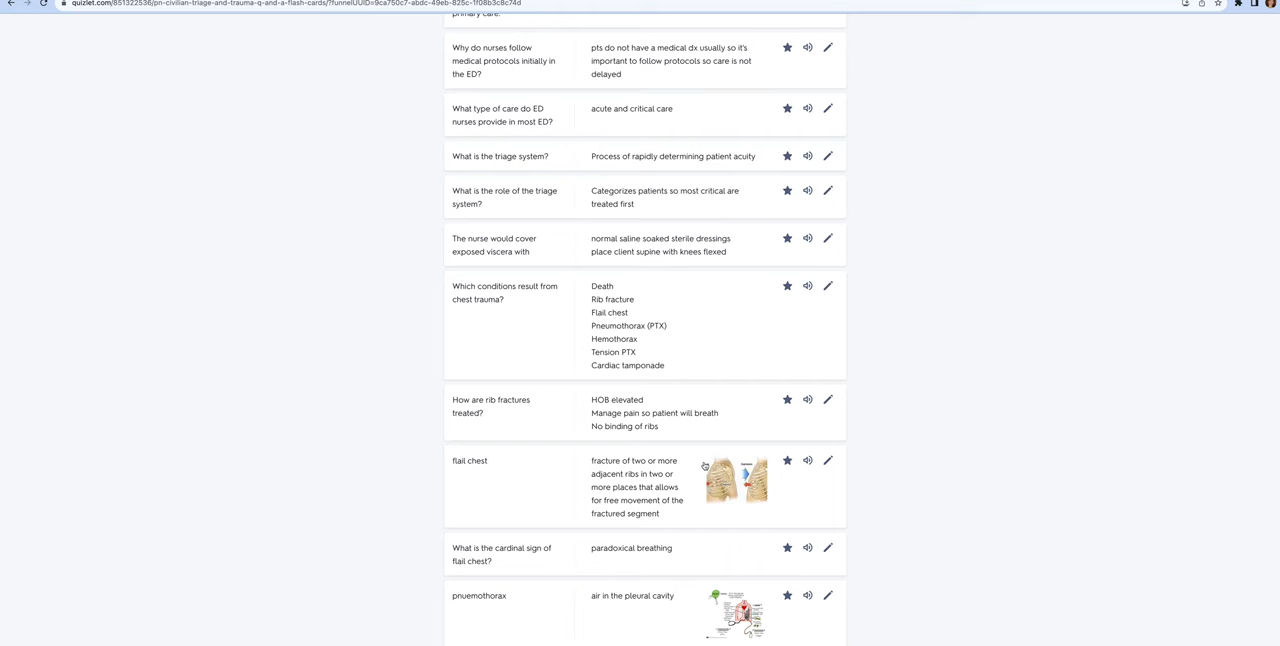 quizlet.com/851322536/pn-civilian-triage-and-trauma-q-and-a-flash-cards/?funnelUUID=9ca750c7-abdc-49eb-825c-1f08b3c8c74d
primary care.
Why do nurses follow
medical protocols initially in
the ED?
pts do not have a medical dx usually so it's
important to follow protocols so care is not
delayed
What type of care do ED
nurses provide in most ED?
acute and critical care
What is the triage system?
Process of rapidly determining patient acuity
What is the role of the triage
system?
Categorizes patients so most critical are
treated first
The nurse would cover
exposed viscera with
normal saline soaked sterile dressings
place client supine with knees flexed
Which conditions result from
chest trauma?
Death
Rib fracture
Flail chest
Pneumothorax (PTX)
Hemothorax
Tension PTX
Cardiac tamponade
How are rib fractures
treated?
HOB elevated
Manage pain so patient will breath
No binding of ribs
flail chest
fracture of two or more
adjacent ribs in two or
more places that allows
for free movement of the
fractured segment
What is the cardinal sign of
flail chest?
paradoxical breathing
pnuemothorax
air in the pleural cavity